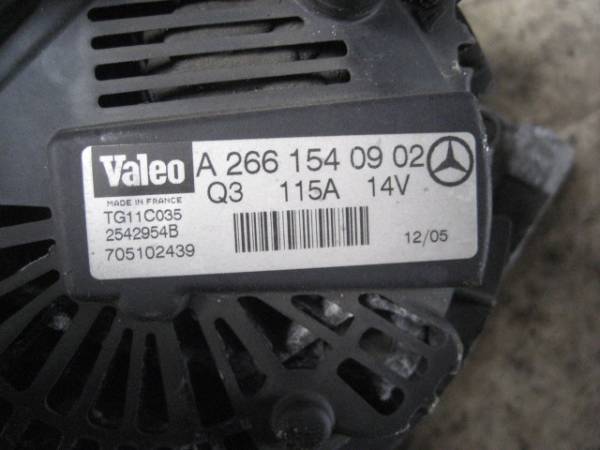 Valeo A 266 154 09 02
MADE IN FRANCE Q3 115A 14V
TG11C035
2542954B
705102439 12/05